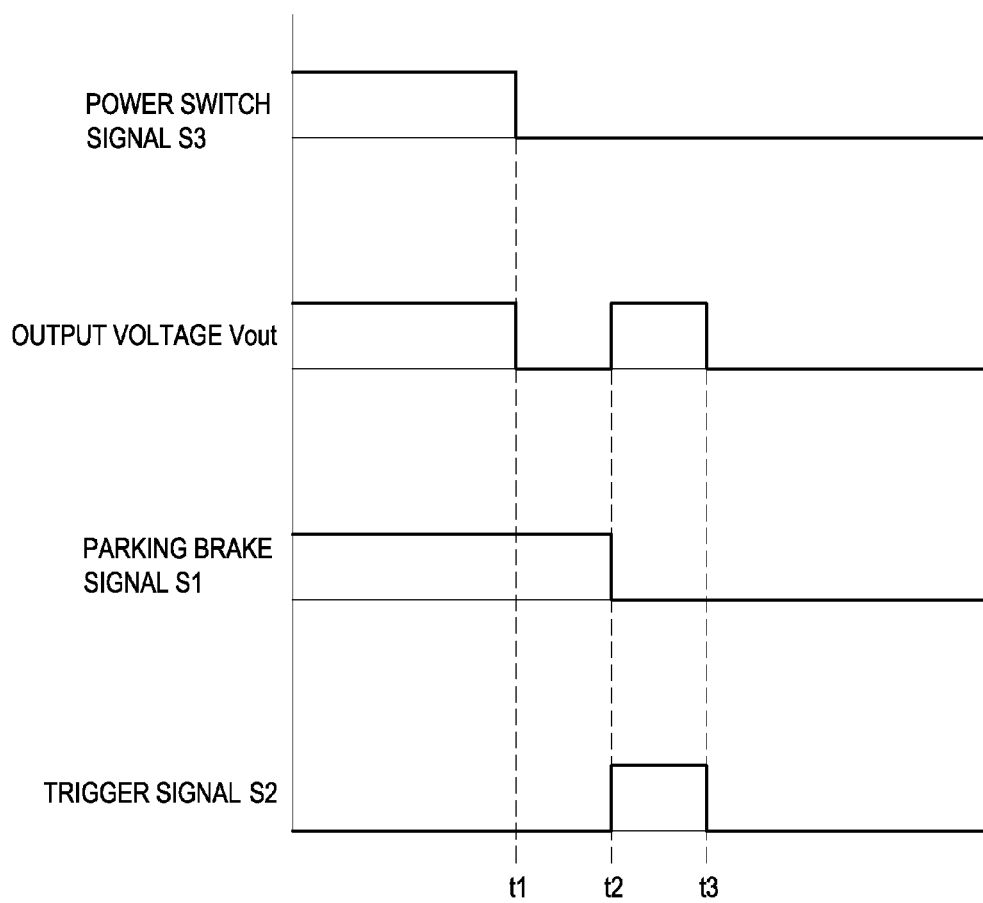 POWER SWITCH
SIGNAL S3
OUTPUT VOLTAGE Vout
PARKING BRAKE
SIGNAL S1
TRIGGER SIGNAL S2
t1 t2 t3